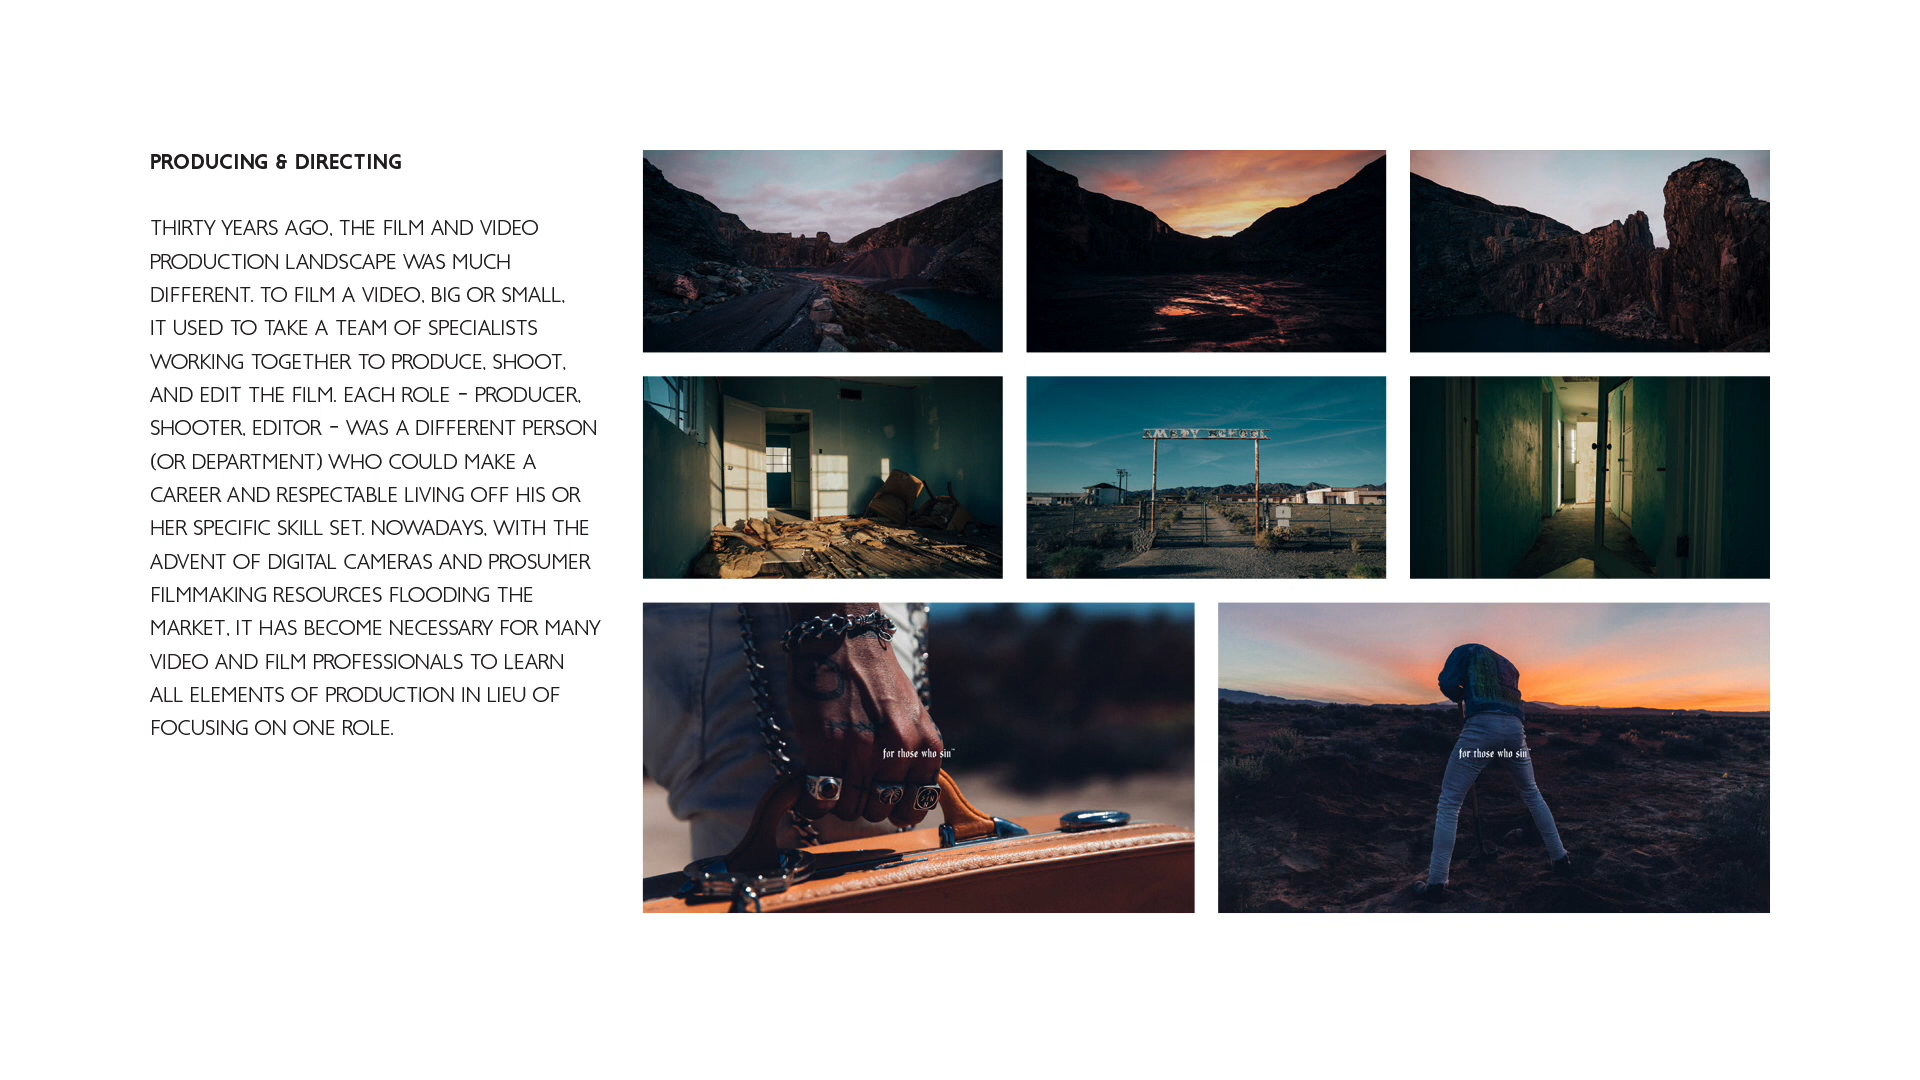 PRODUCING & DIRECTING
THIRTY YEARS AGO, THE FILM AND VIDEO
PRODUCTION LANDSCAPE WAS MUCH
DIFFERENT. TO FILM A VIDEO, BIG OR SMALL,
IT USED TO TAKE A TEAM OF SPECIALISTS
WORKING TOGETHER TO PRODUCE, SHOOT,
AND EDIT THE FILM. EACH ROLE - PRODUCER,
SHOOTER, EDITOR - WAS A DIFFERENT PERSON
(OR DEPARTMENT) WHO COULD MAKE A
CAREER AND RESPECTABLE LIVING OFF HIS OR
HER SPECIFIC SKILL SET. NOWADAYS, WITH THE
ADVENT OF DIGITAL CAMERAS AND PROSUMER
FILMMAKING RESOURCES FLOODING THE
MARKET, IT HAS BECOME NECESSARY FOR MANY
VIDEO AND FILM PROFESSIONALS TO LEARN
ALL ELEMENTS OF PRODUCTION IN LIEU OF
FOCUSING ON ONE ROLE.
for those who sin™
for those who sin™